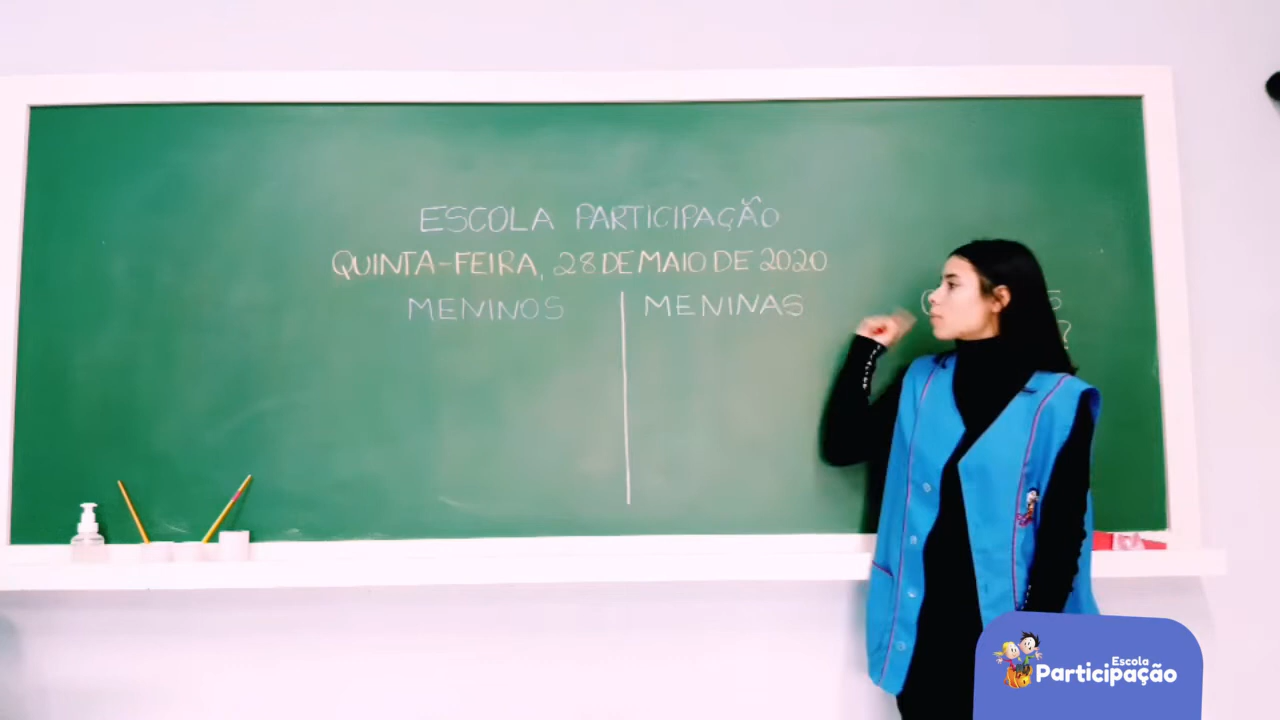 ESCOLA PARTICIPAÇÃO
QUINTA-FEIRA, 28 DE MAIO DE 2020
MENINOS MENINAS
Escola
Participação